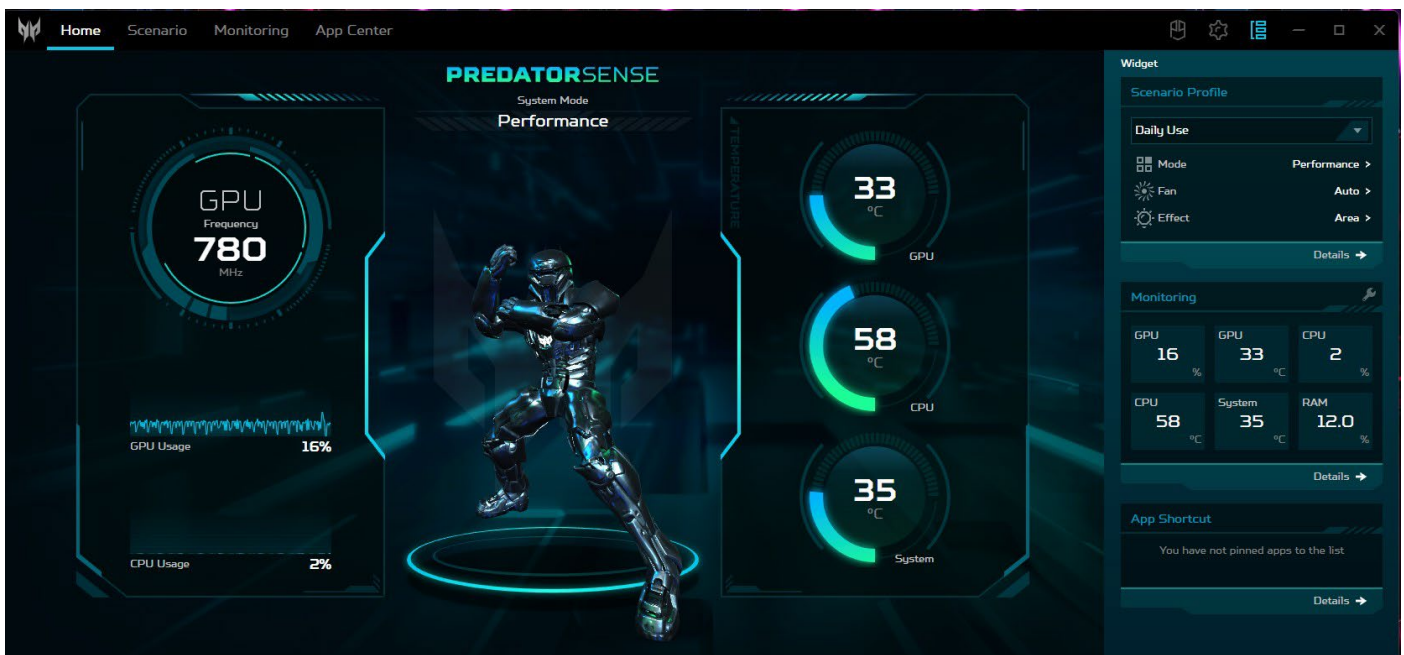 Home Scenario Monitoring App Center
PREDATORSENSE
System Mode
Performance
GPU
Frequency
780
MHz
GPU Usage 16%
CPU Usage 2%
TEMPERATURE
33
°C
GPU
58
°C
CPU
35
°C
System
Widget
Scenario Profile
Daily Use
Mode Performance >
Fan Auto >
Effect Area >
Details →
Monitoring
GPU GPU CPU
16 33 2
% °C %
CPU System RAM
58 35 12.0
°C °C %
Details →
App Shortcut
You have not pinned apps to the list
Details →